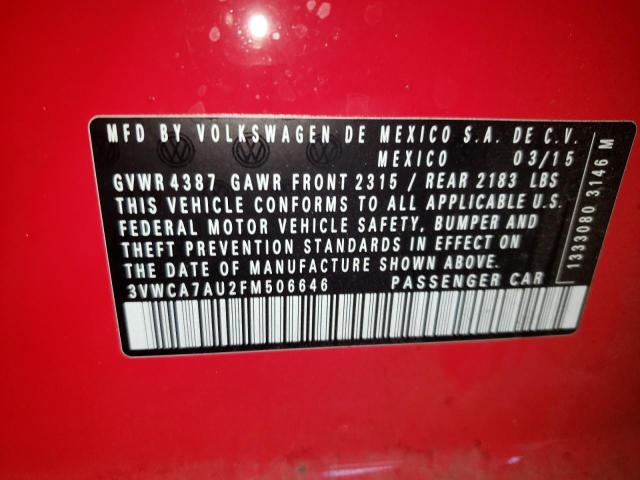 MFD BY VOLKSWAGEN DE MEXICO S.A. DE C.V.
MEXICO 03/15
GVWR 4387 GAWR FRONT 2315 / REAR 2183 LBS
THIS VEHICLE CONFORMS TO ALL APPLICABLE U.S.
FEDERAL MOTOR VEHICLE SAFETY, BUMPER AND
THEFT PREVENTION STANDARDS IN EFFECT ON
THE DATE OF MANUFACTURE SHOWN ABOVE.
3VWCA7AU2FM506646 PASSENGER CAR
1333080 3146 M